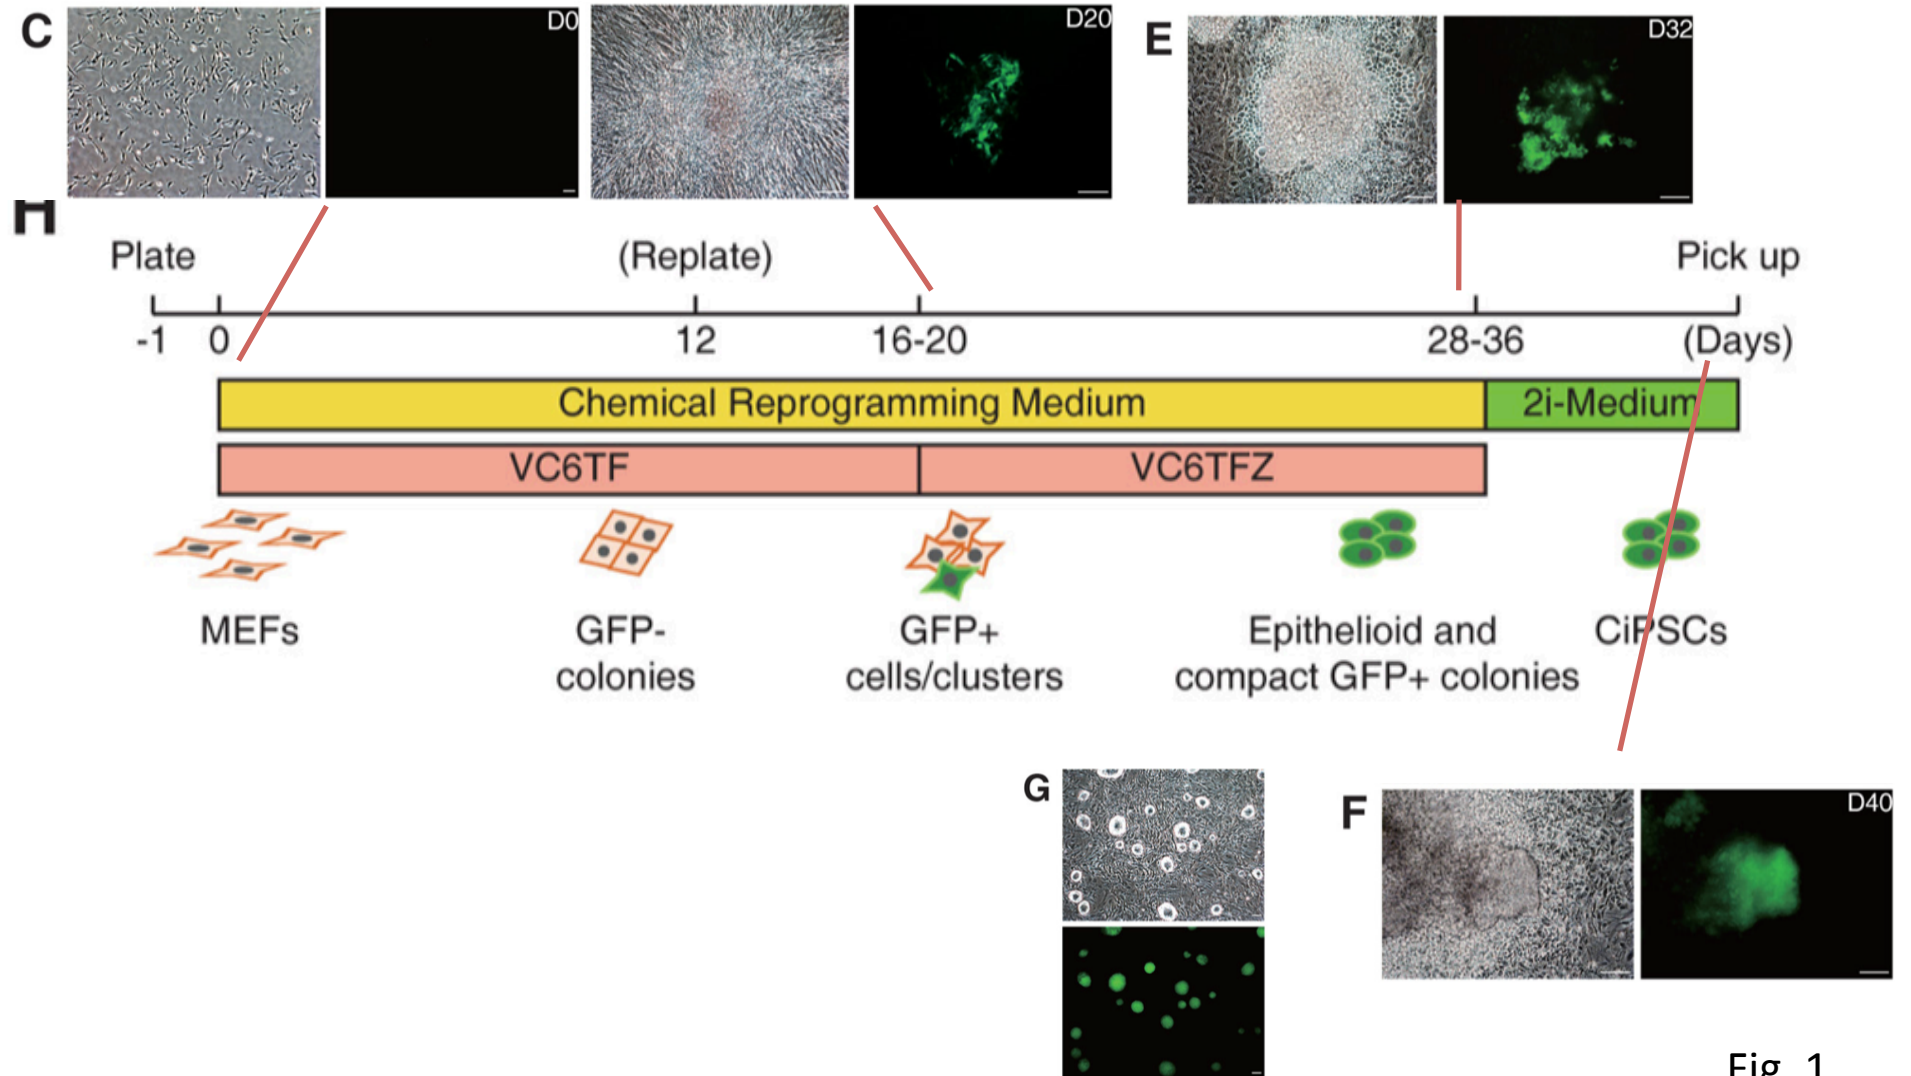 C
D0
D20
E
D32
H
Plate
(Replate)
Pick up
-1
0
12
16-20
28-36
(Days)
Chemical Reprogramming Medium
2i-Medium
VC6TF
VC6TFZ
MEFs
GFP-
colonies
GFP+
cells/clusters
Epithelioid and
compact GFP+ colonies
CiPSCs
G
F
D40
Fig. 1